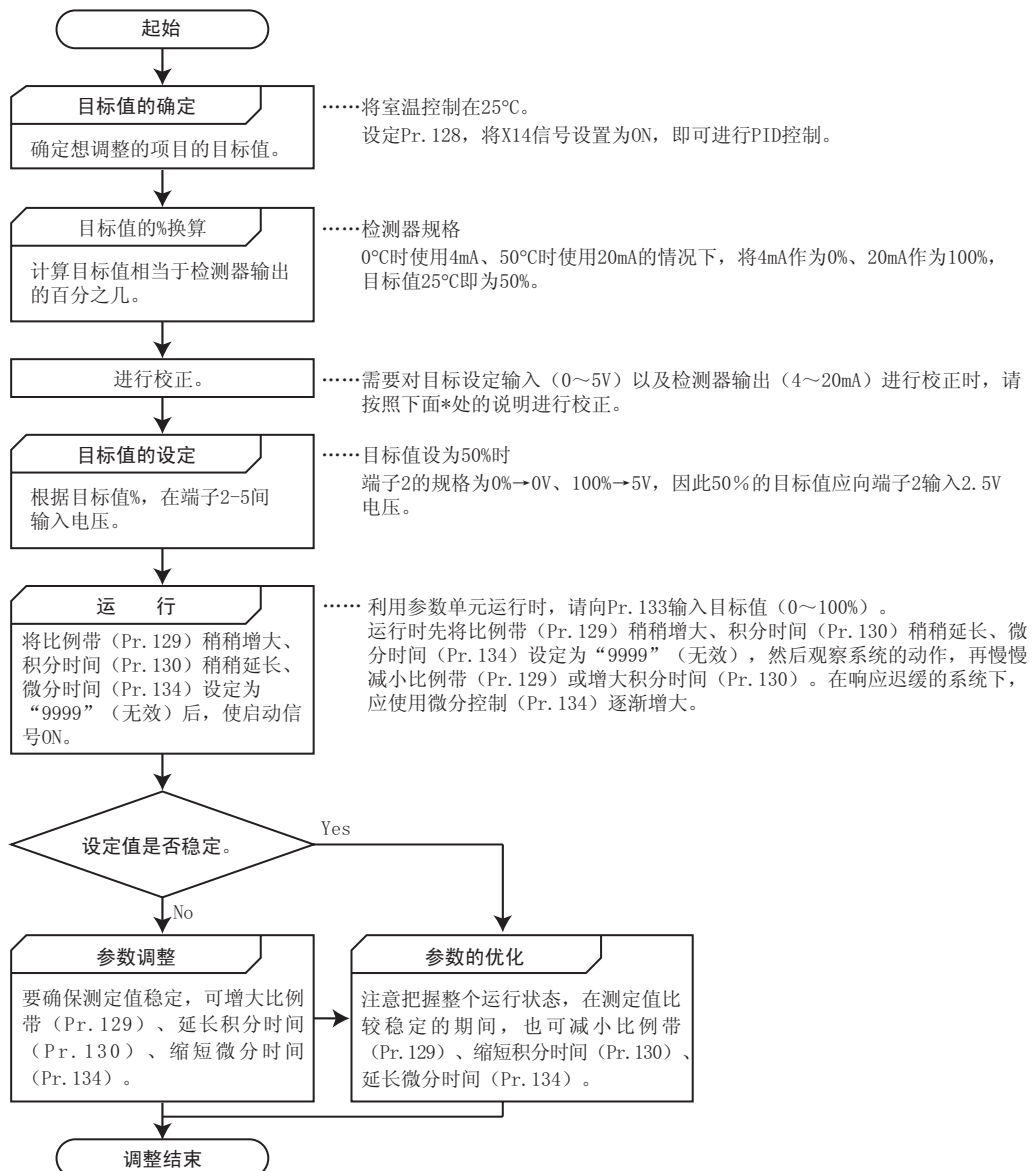 起始
目标值的确定
确定想调整的项目的目标值。
……将室温控制在25℃。
设定Pr.128，将X14信号设置为ON，即可进行PID控制。
目标值的%换算
计算目标值相当于检测器输出
的百分之几。
……检测器规格
0℃时使用4mA、50℃时使用20mA的情况下，将4mA作为0%、20mA作为100%，
目标值25℃即为50%。
进行校正。
……需要对目标设定输入（0～5V）以及检测器输出（4～20mA）进行校正时，请
按照下面*处的说明进行校正。
目标值的设定
根据目标值%，在端子2-5间
输入电压。
……目标值设为50%时
端子2的规格为0%→0V、100%→5V，因此50％的目标值应向端子2输入2.5V
电压。
运 行
将比例带（Pr.129）稍稍增大、
积分时间（Pr.130）稍稍延长、
微分时间（Pr.134）设定为
“9999”（无效）后，使启动信
号ON。
…… 利用参数单元运行时，请向Pr.133输入目标值（0～100%）。
运行时先将比例带（Pr.129）稍稍增大、积分时间（Pr.130）稍稍延长、微
分时间（Pr.134）设定为“9999”（无效），然后观察系统的动作，再慢慢
减小比例带（Pr.129）或增大积分时间（Pr.130）。在响应迟缓的系统下，
应使用微分控制（Pr.134）逐渐增大。
设定值是否稳定。
Yes
No
参数调整
要确保测定值稳定，可增大比例
带（Pr.129）、延长积分时间
（Pr.130）、缩短微分时间
（Pr.134）。
参数的优化
注意把握整个运行状态，在测定值比
较稳定的期间，也可减小比例带
（Pr.129）、缩短积分时间（Pr.130）、
延长微分时间（Pr.134）。
调整结束